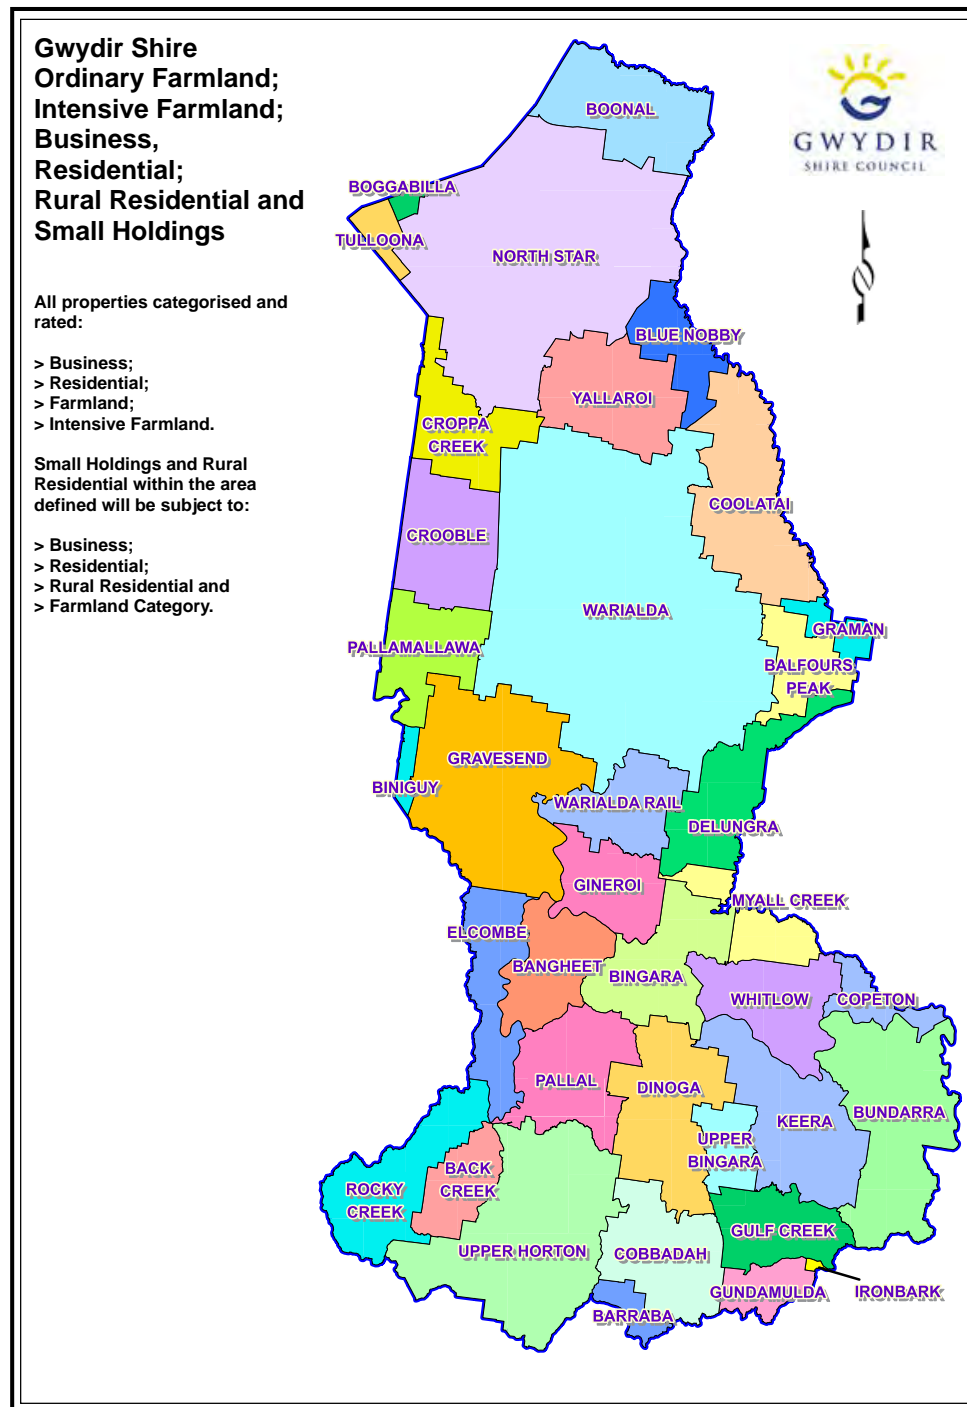 Gwydir Shire
Ordinary Farmland;
Intensive Farmland;
Business,
Residential;
Rural Residential and
Small Holdings
All properties categorised and
rated:
> Business;
> Residential;
> Farmland;
> Intensive Farmland.
Small Holdings and Rural
Residential within the area
defined will be subject to:
> Business;
> Residential;
> Rural Residential and
> Farmland Category.
GWYDIR
SHIRE COUNCIL
BOONAL
BOGGABILLA
TULLOONA
NORTH STAR
BLUE NOBBY
YALLAROI
CROPPA
CREEK
COOLATAI
CROOBLE
WARIALDA
GRAMAN
PALLAMALLAWA
BALFOURS
PEAK
GRAVESEND
BINIGUY
WARIALDA RAIL
DELUNGRA
GINEROI
MYALL CREEK
ELCOMBE
BANGHEET
BINGARA
WHITLOW
COPETON
PALLAL
DINOGA
KEERA
BUNDARRA
UPPER
BINGARA
BACK
CREEK
ROCKY
CREEK
GULF CREEK
UPPER HORTON
COBBADAH
GUNDAMULDA
IRONBARK
BARRABA